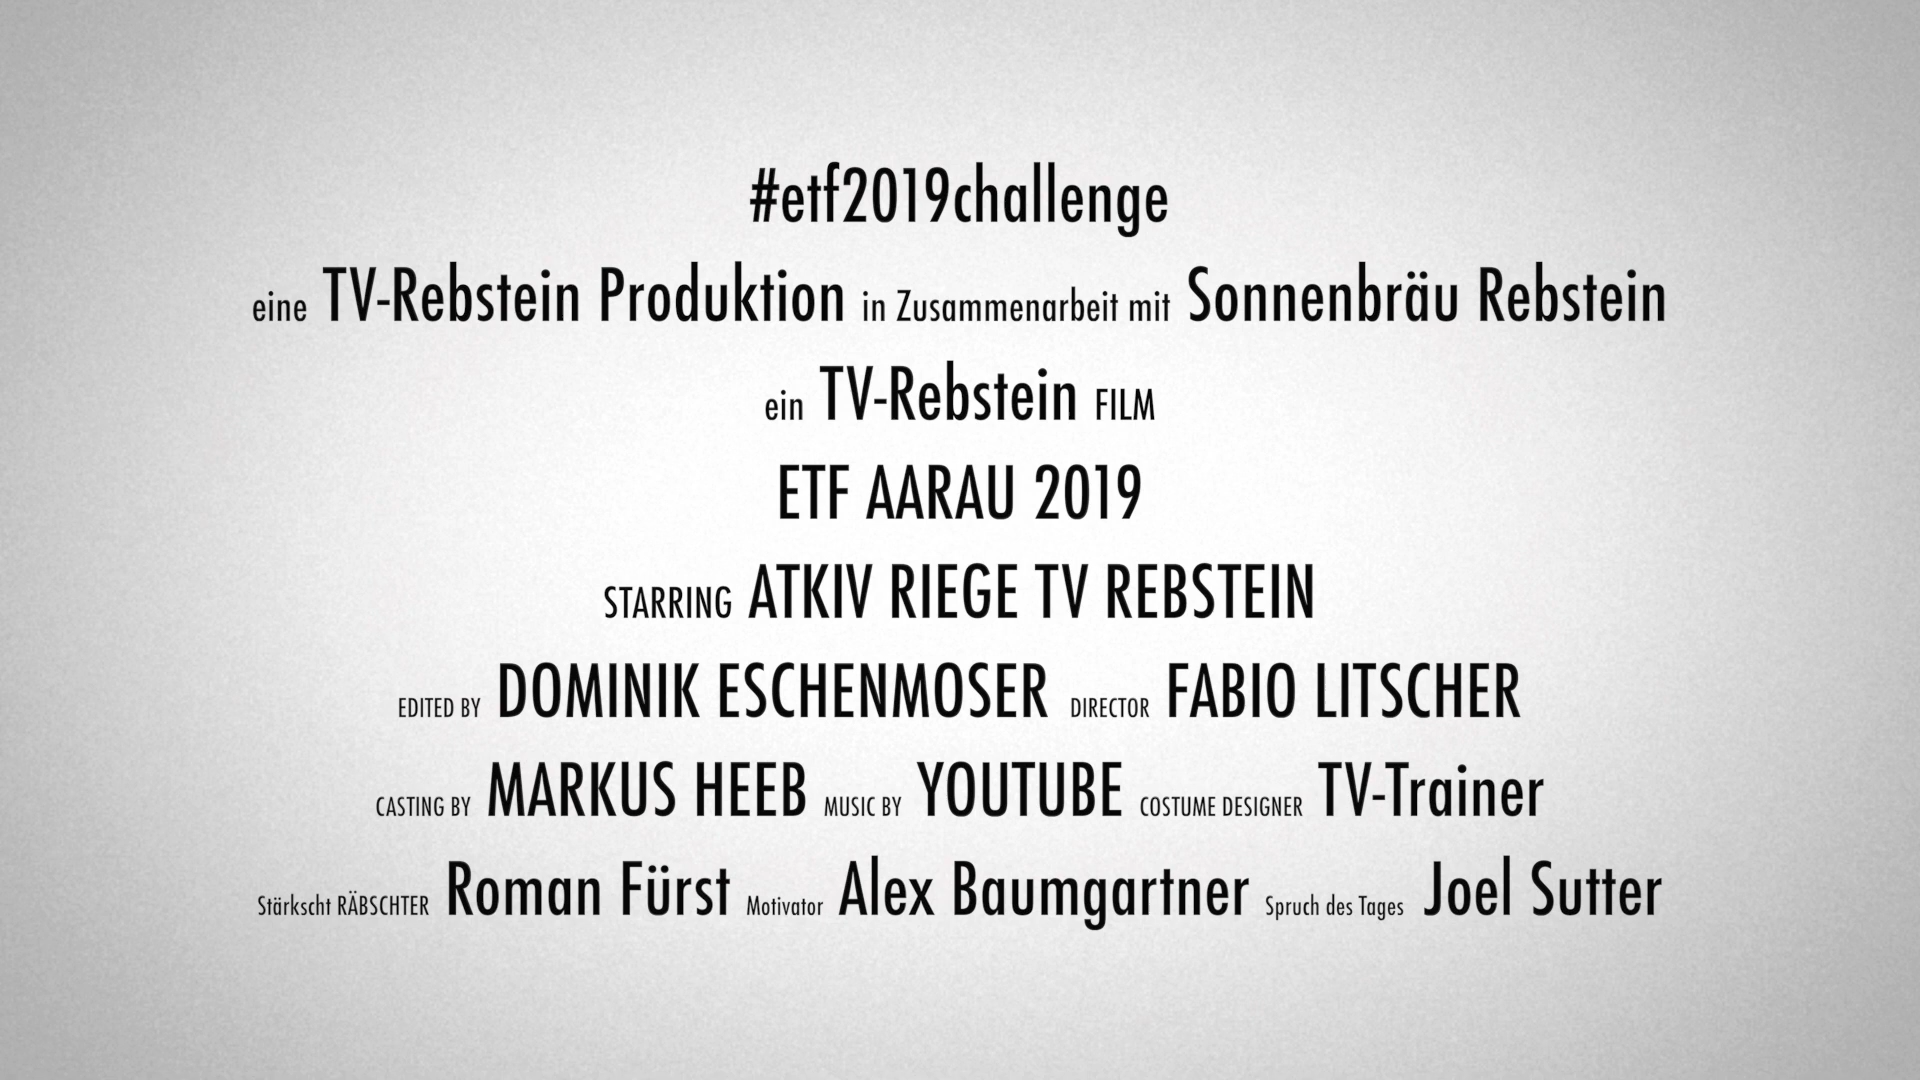 #etf2019challenge
eine TV-Rebstein Produktion in Zusammenarbeit mit Sonnenbräu Rebstein
ein TV-Rebstein FILM
ETF AARAU 2019
STARRING ATKIV RIEGE TV REBSTEIN
EDITED BY DOMINIK ESCHENMOSER DIRECTOR FABIO LITSCHER
CASTING BY MARKUS HEEB MUSIC BY YOUTUBE COSTUME DESIGNER TV-Trainer
Stärkscht RÄBSCHTER Roman Fürst Motivator Alex Baumgartner Spruch des Tages Joel Sutter